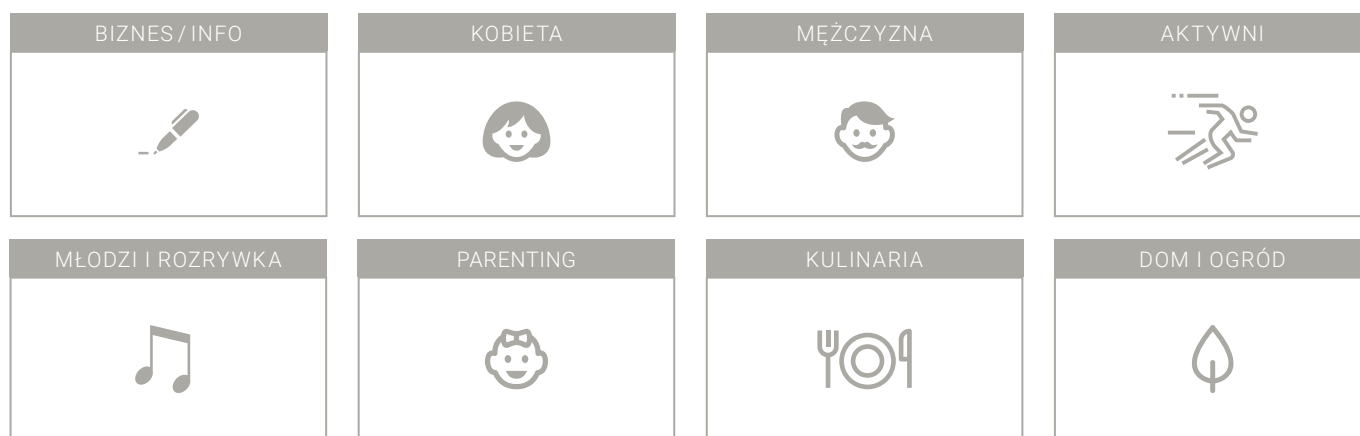 BIZNES / INFO
KOBIETA
MĘŻCZYZNA
AKTYWNI
MŁODZI I ROZRYWKA
PARENTING
KULINARIA
DOM I OGRÓD